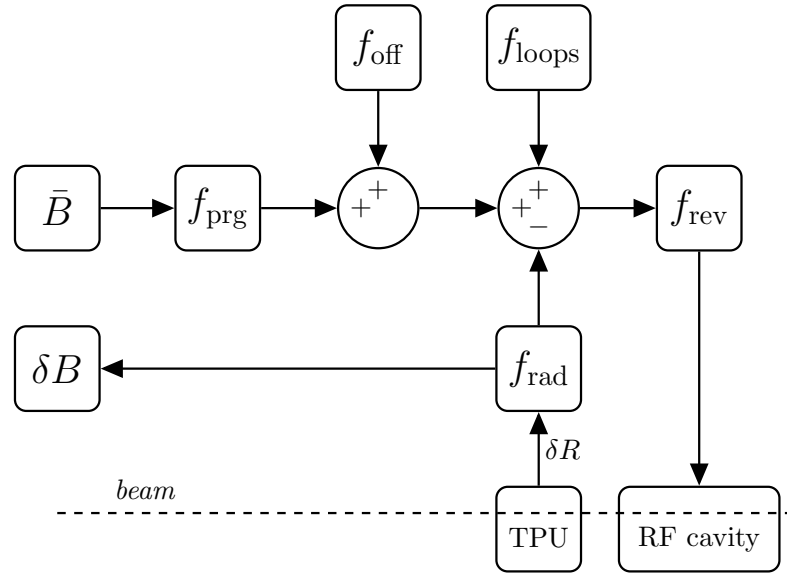 f_off
f_loops
B̄
f_prg
+
+
+
+
−
f_rev
δB
f_rad
δR
beam
TPU
RF cavity